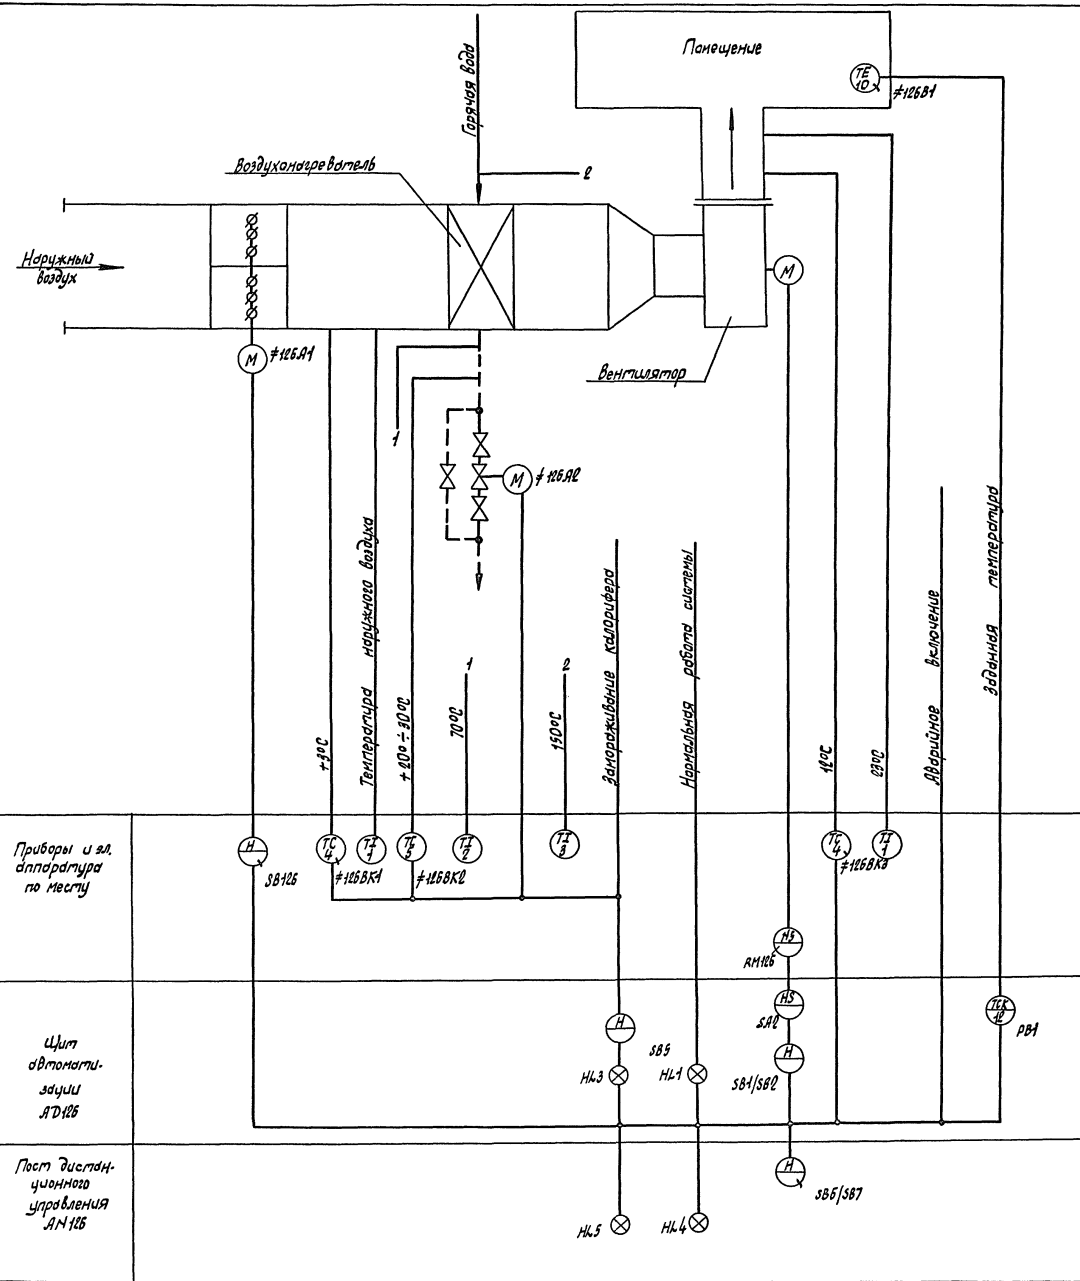 Помещение
TE
10
≠126B1
Горячая вода
2
Воздухонагреватель
Наружный
воздух
M
M
≠126A1
Вентилятор
1
M
≠126A2
Температура наружного воздуха
+3°C
+20°÷30°C
1
70°C
2
150°C
Замораживание калорифера
Нормальная работа системы
12°C
23°C
Аварийное включение
Заданная температура
Приборы и эл.
аппаратура
по месту
H
SB126
TC
4
≠126BK1
TI
1
TC
5
≠126BK2
TI
2
TI
3
TC
4
≠126BK3
TI
1
HS
RM126
Щит
автомати-
зации
AD126
H
SB5
HL3
HL1
HS
SA2
H
SB1/SB2
TCK
12
PB1
Пост дистан-
ционного
управления
AN126
H
SB6/SB7
HL5
HL4